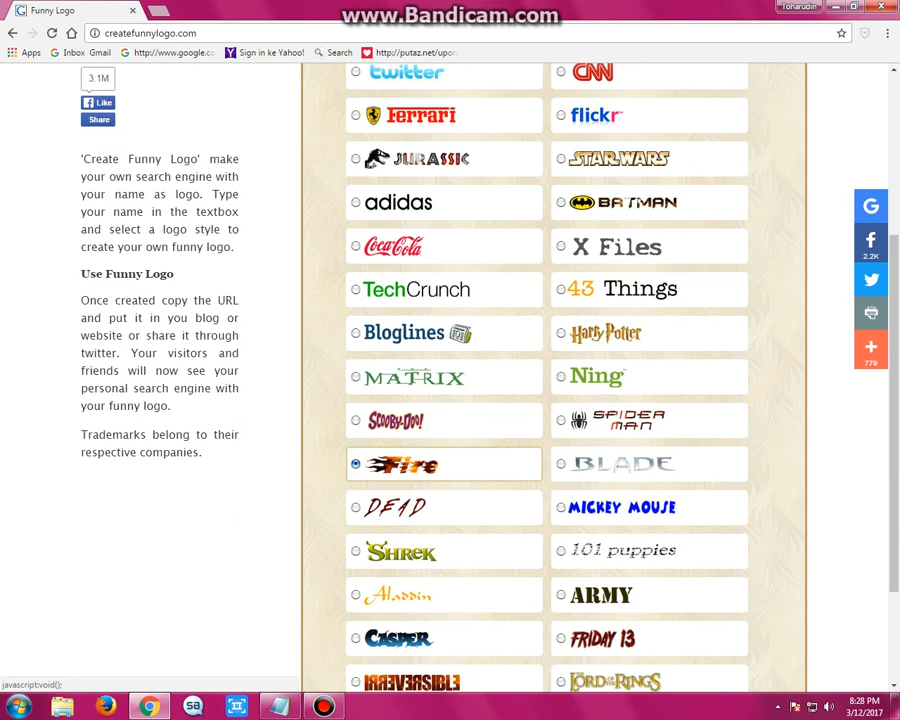 Funny Logo
www.Bandicam.com
Toharudin
createfunnylogo.com
Apps
Inbox Gmail
http://www.google.co
Sign in ke Yahoo!
Search
http://putaz.net/upor
3.1M
Like
Share
'Create Funny Logo' make
your own search engine with
your name as logo. Type
your name in the textbox
and select a logo style to
create your own funny logo.
Use Funny Logo
Once created copy the URL
and put it in you blog or
website or share it through
twitter. Your visitors and
friends will now see your
personal search engine with
your funny logo.
Trademarks belong to their
respective companies.
twitter CNN
Ferrari flickr
JURASSIC STAR WARS
adidas BATMAN
Coca Cola X Files
TechCrunch 43 Things
Bloglines Harry Potter
MATRIX Ning
SCOOBY-DOO! SPIDER MAN
Fire BLADE
DEAD MICKEY MOUSE
SHREK 101 puppies
Aladdin ARMY
CASPER FRIDAY 13
IRREVERSIBLE LORD OF THE RINGS
2.2K
779
javascript:void();
8:28 PM
3/12/2017